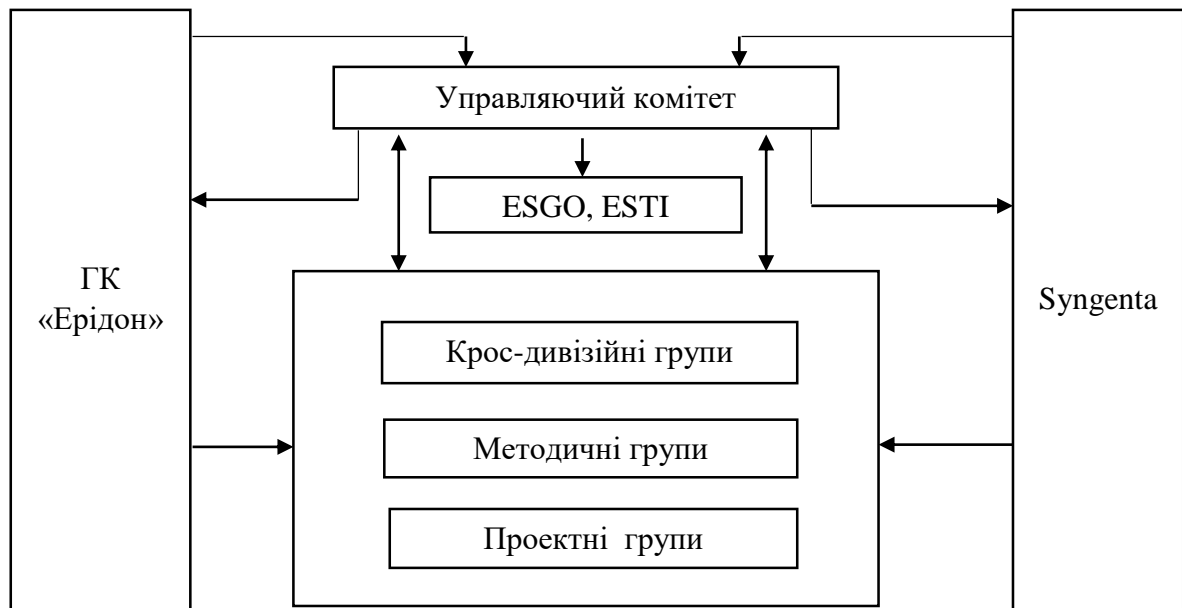 Управляючий комітет
ESGO, ESTI
ГК
«Ерідон»
Syngenta
Крос-дивізійні групи
Методичні групи
Проектні групи